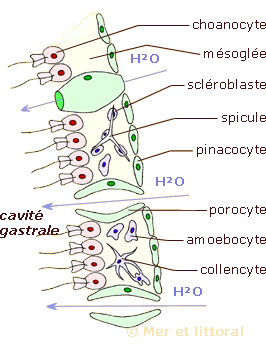 choanocyte
mésoglée
H²O
scléroblaste
spicule
pinacocyte
H²O
cavité
gastrale
porocyte
amoebocyte
collencyte
H²O
© Mer et littoral